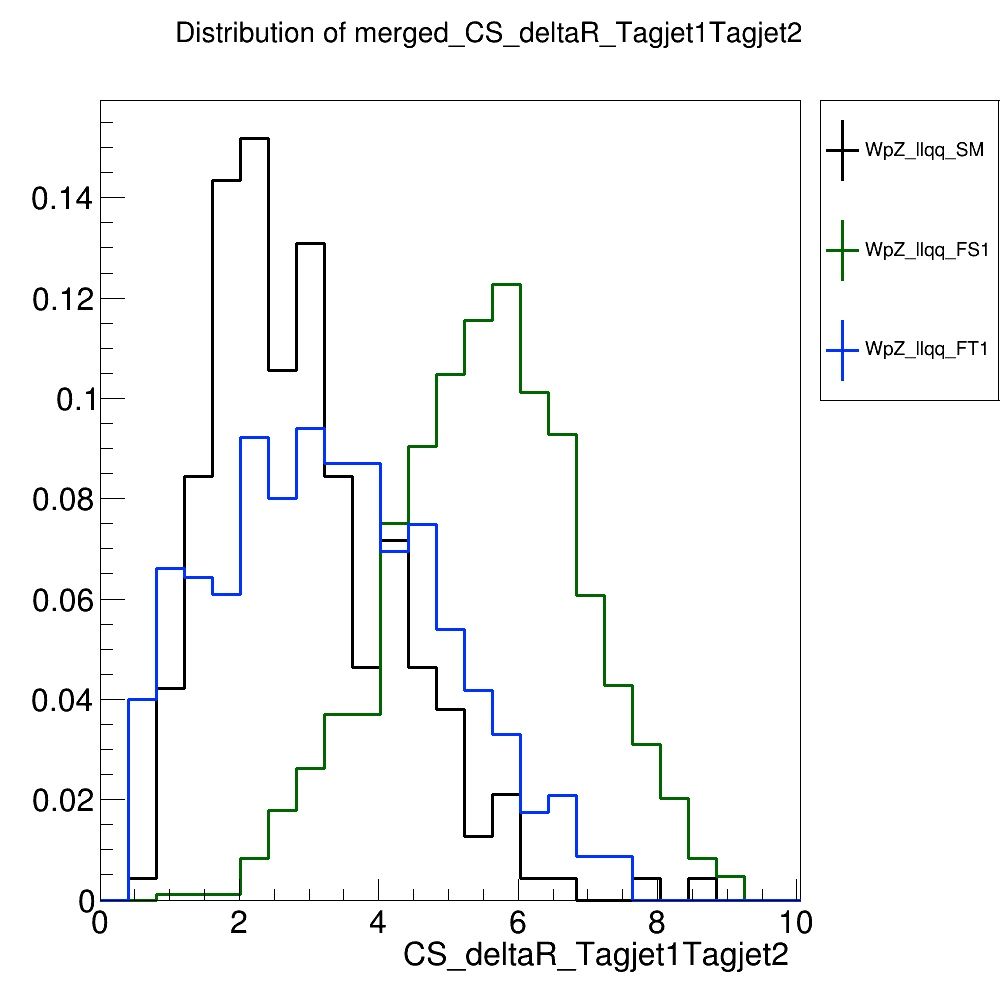 Distribution of merged_CS_deltaR_Tagjet1Tagjet2
WpZ_llqq_SM
WpZ_llqq_FS1
WpZ_llqq_FT1
0.14
0.12
0.1
0.08
0.06
0.04
0.02
0
0 2 4 6 8 10
CS_deltaR_Tagjet1Tagjet2